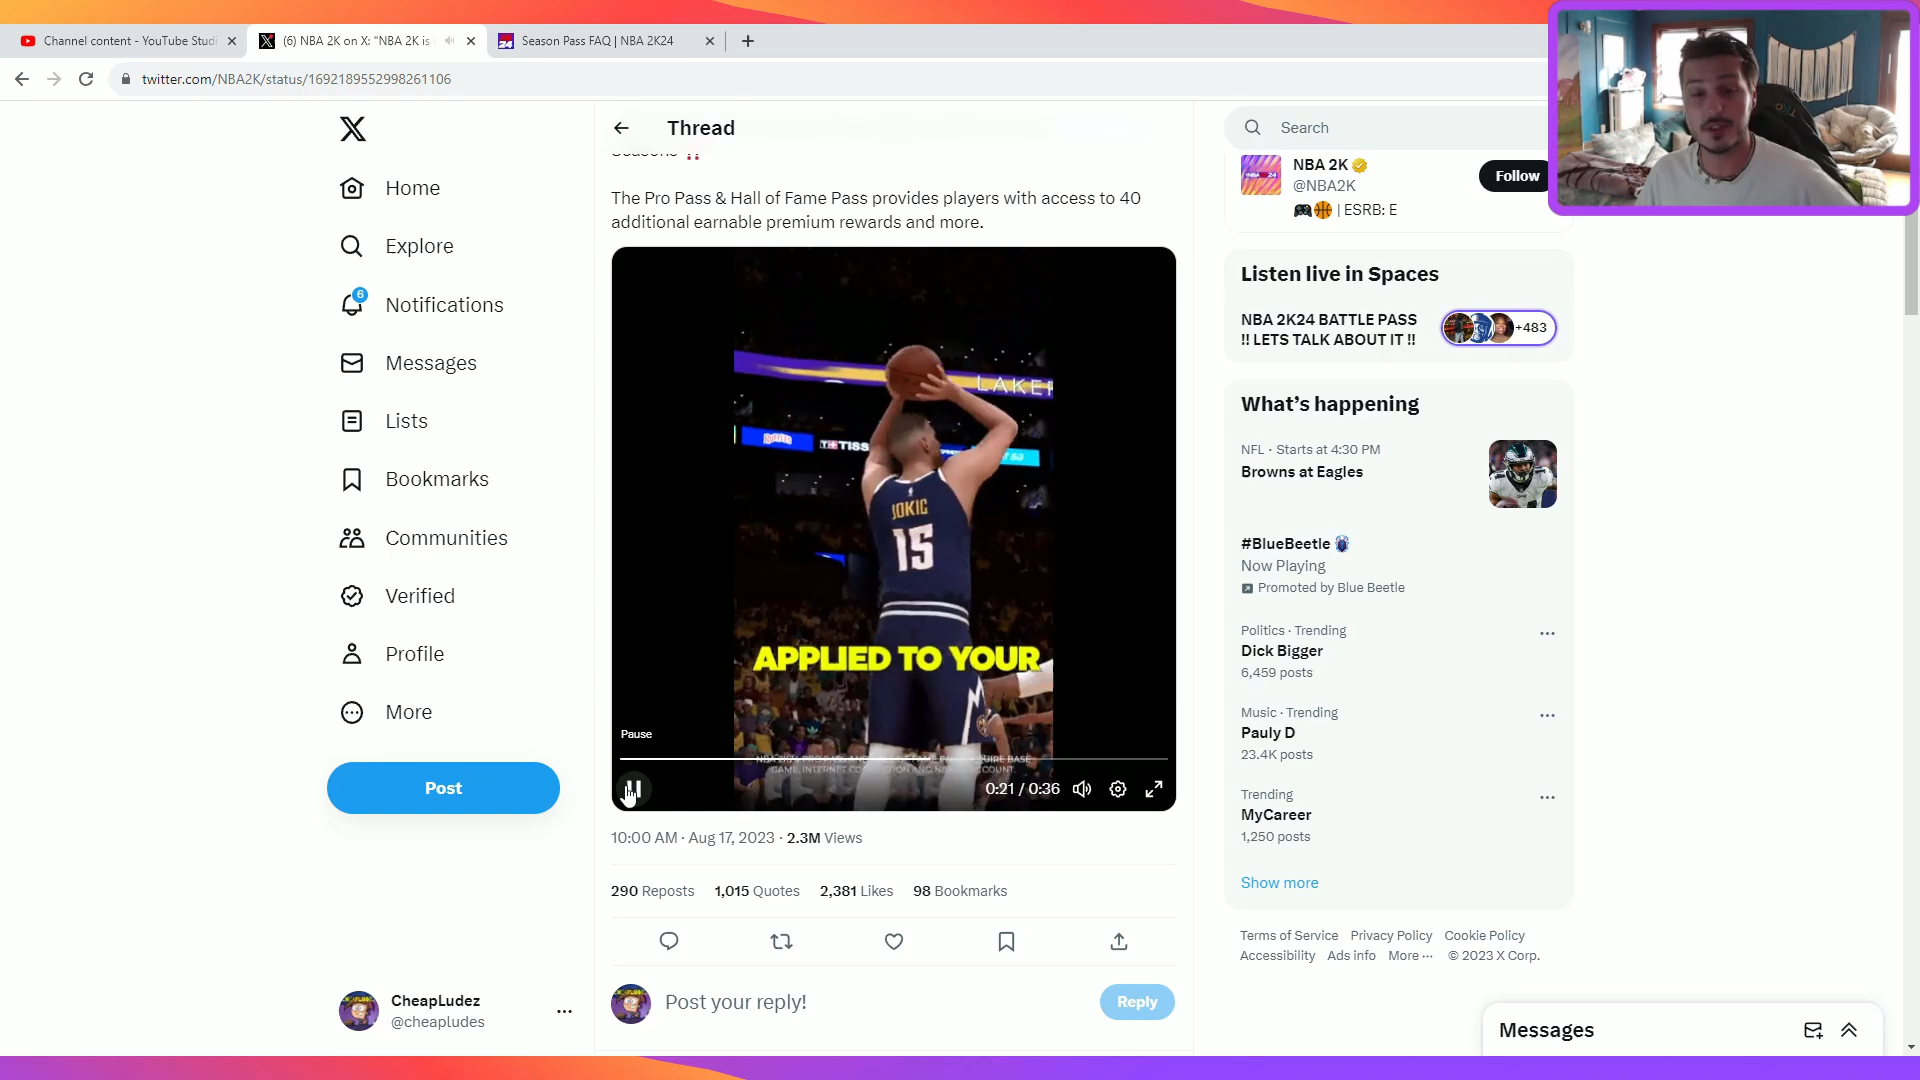 Channel content - YouTube Studi
(6) NBA 2K on X: "NBA 2K is
Season Pass FAQ | NBA 2K24
twitter.com/NBA2K/status/1692189552998261106
Home
Explore
6
Notifications
Messages
Lists
Bookmarks
Communities
Verified
Profile
More
Post
CheapLudez
@cheapludes
Thread
Seasons ‼
The Pro Pass & Hall of Fame Pass provides players with access to 40
additional earnable premium rewards and more.
LAKER
TISS
JOKIC
15
APPLIED TO YOUR
Pause
0:21 / 0:36
10:00 AM · Aug 17, 2023 · 2.3M Views
290 Reposts 1,015 Quotes 2,381 Likes 98 Bookmarks
Post your reply!
Reply
Search
NBA 2K
@NBA2K
| ESRB: E
Follow
Listen live in Spaces
NBA 2K24 BATTLE PASS
!! LETS TALK ABOUT IT !!
+483
What's happening
NFL · Starts at 4:30 PM
Browns at Eagles
#BlueBeetle
Now Playing
Promoted by Blue Beetle
Politics · Trending
Dick Bigger
6,459 posts
Music · Trending
Pauly D
23.4K posts
Trending
MyCareer
1,250 posts
Show more
Terms of Service Privacy Policy Cookie Policy
Accessibility Ads info More ··· © 2023 X Corp.
Messages